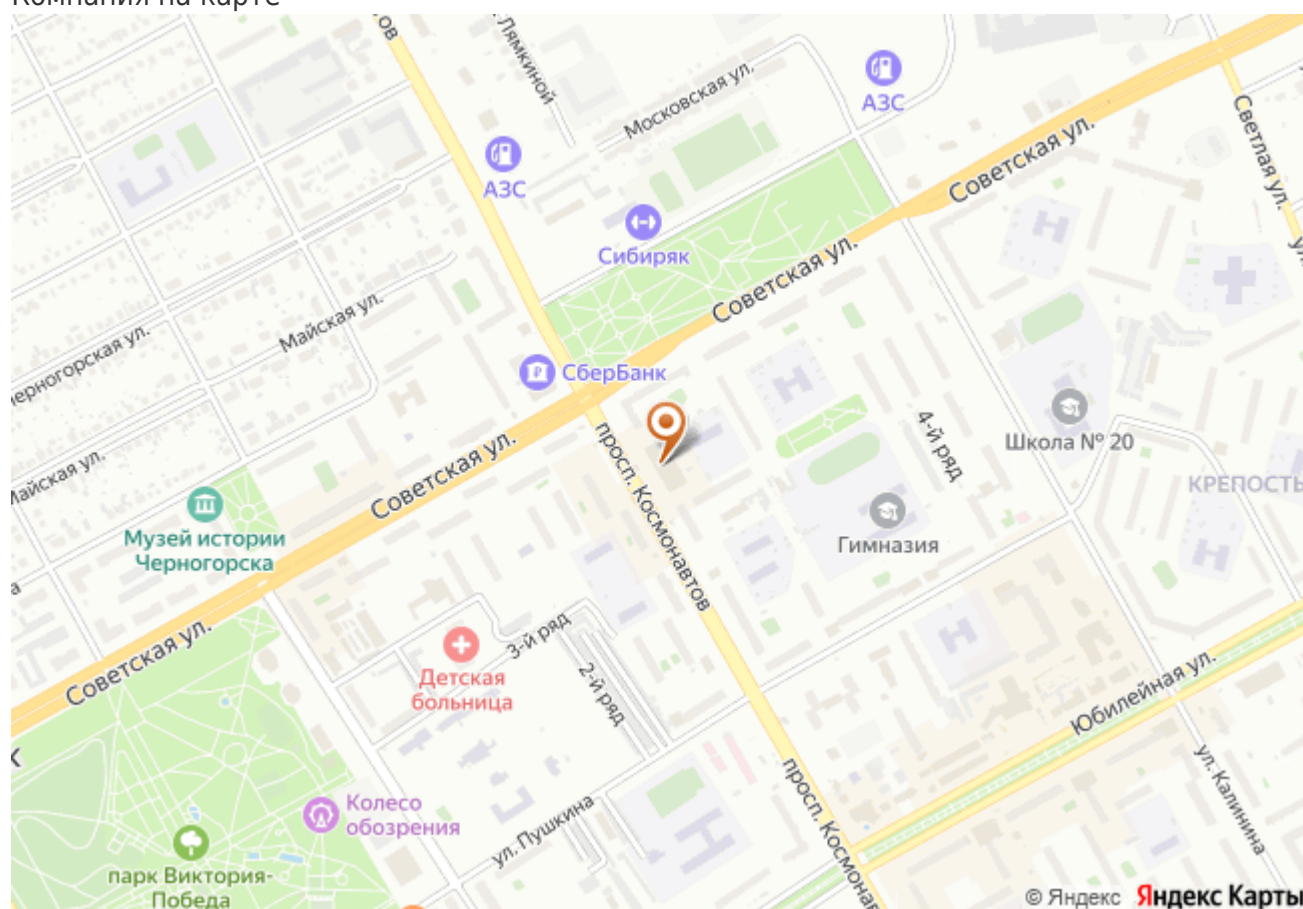 Компания на карте
ов
Лямкиной
Московская ул.
АЗС
Светлая ул.
Советская ул.
АЗС
Сибиряк
Советская ул.
Майская ул.
СберБанк
Майская ул.
4-й ряд
Школа № 20
Советская ул.
просп. Космонавтов
КРЕПОСТЬ
Музей истории
Черногорска
Гимназия
Советская ул.
3-й ряд
Детская
больница
2-й ряд
Юбилейная ул.
Колесо
обозрения
ул. Пушкина
просп. Космонав
ул. Калинина
парк Виктория-
Победа
© Яндекс Яндекс Карты